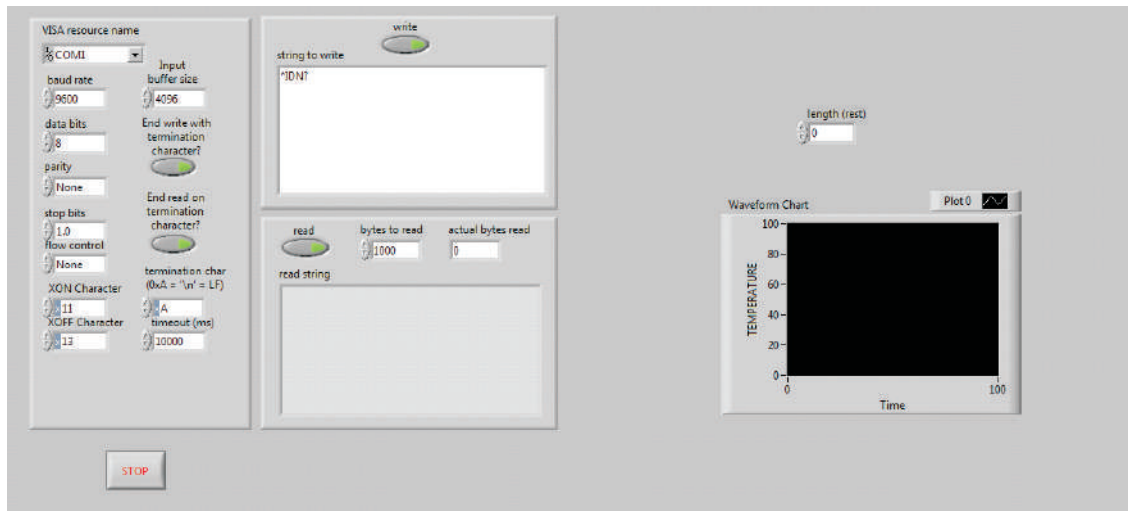 VISA resource name
COM1
baud rate
9600
data bits
8
parity
None
stop bits
1.0
flow control
None
XON Character
11
XOFF Character
13
Input
buffer size
4096
End write with
termination
character?
End read on
termination
character?
termination char
(0xA = '\n' = LF)
A
timeout (ms)
10000
STOP
write
string to write
*IDN?
read
bytes to read
1000
actual bytes read
0
read string
length (rest)
0
Waveform Chart
Plot 0
100
80
60
40
20
0
TEMPERATURE
0
100
Time